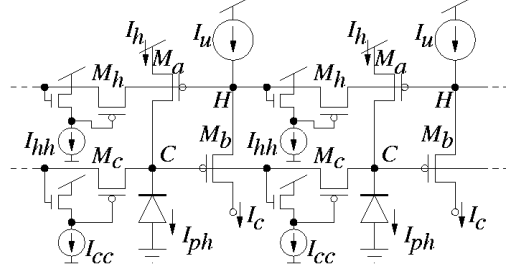 I_h I_u I_h I_u
M_a M_a
M_h H M_h H
I_hh M_b I_hh M_b
M_c C M_c C
I_c I_c
I_cc I_ph I_cc I_ph